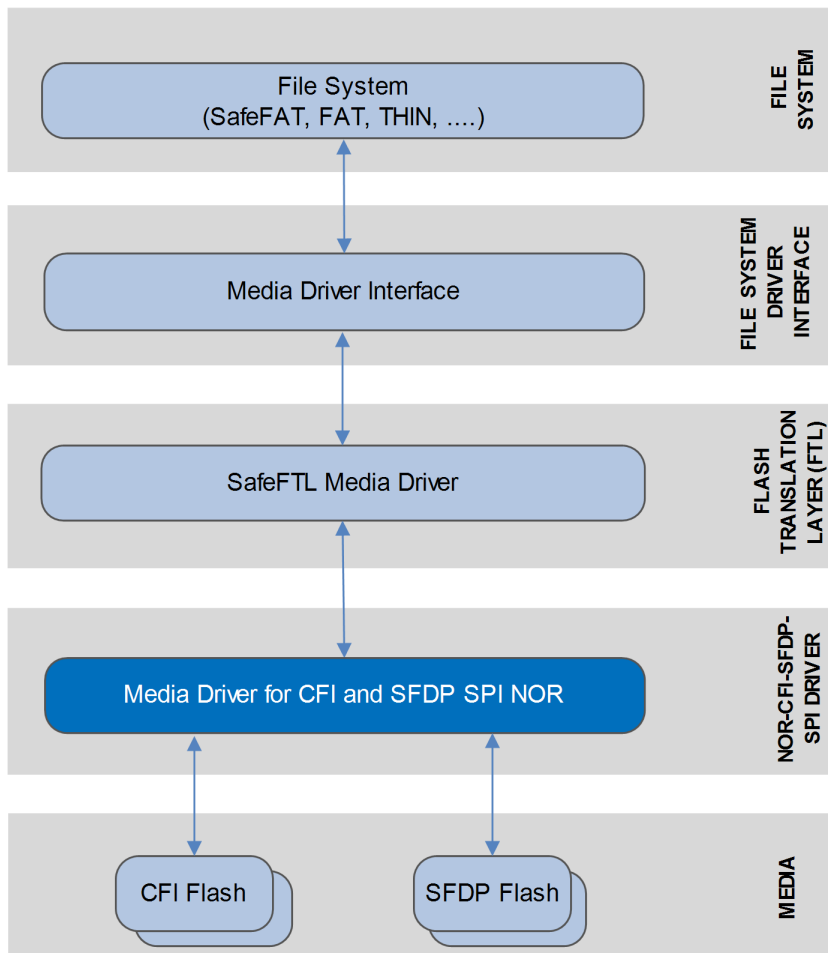 File System
(SafeFAT, FAT, THIN, ....)
FILE
SYSTEM
Media Driver Interface
FILE SYSTEM
DRIVER
INTERFACE
SafeFTL Media Driver
FLASH
TRANSLATION
LAYER (FTL)
Media Driver for CFI and SFDP SPI NOR
NOR-CFI-SFDP-
SPI DRIVER
CFI Flash
SFDP Flash
MEDIA